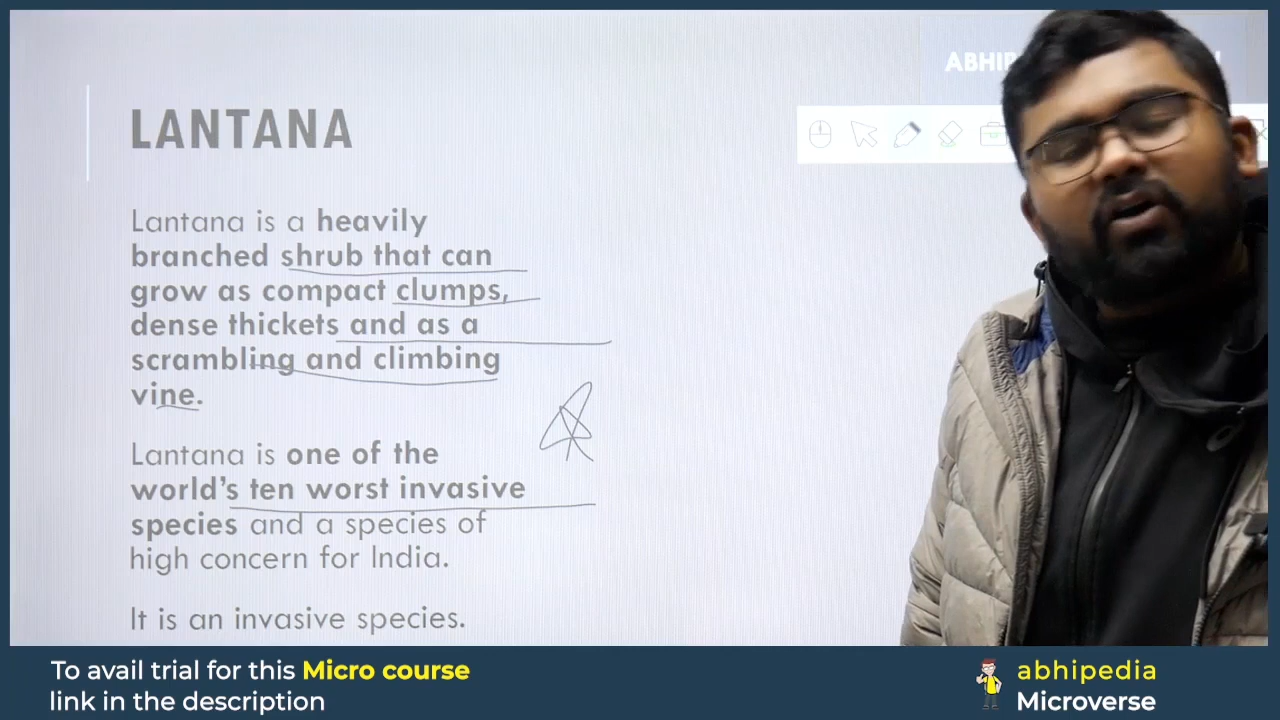 ABHIP
LANTANA
Lantana is a heavily
branched shrub that can
grow as compact clumps,
dense thickets and as a
scrambling and climbing
vine.
Lantana is one of the
world's ten worst invasive
species and a species of
high concern for India.
It is an invasive species.
To avail trial for this Micro course
link in the description
abhipedia
Microverse